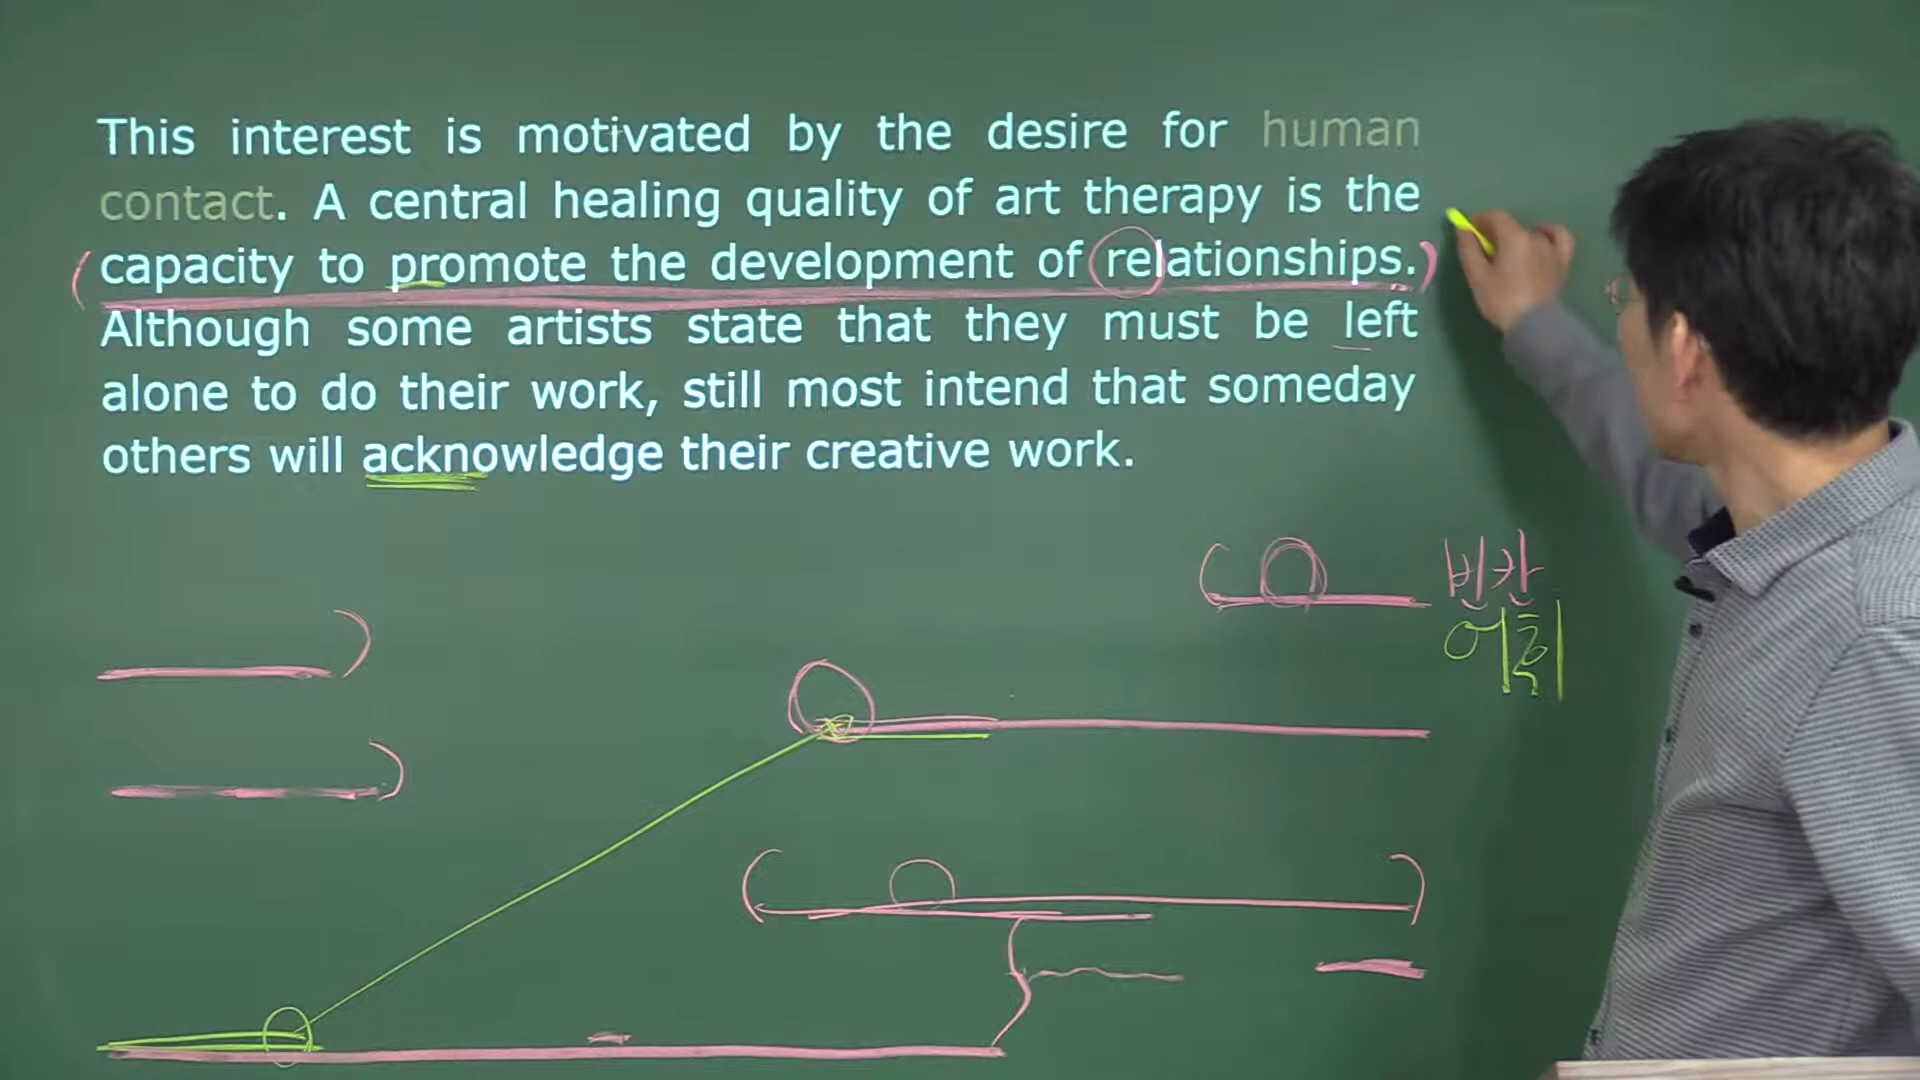 This interest is motivated by the desire for human
contact. A central healing quality of art therapy is the
capacity to promote the development of relationships.
Although some artists state that they must be left
alone to do their work, still most intend that someday
others will acknowledge their creative work.
빈칸
어휘